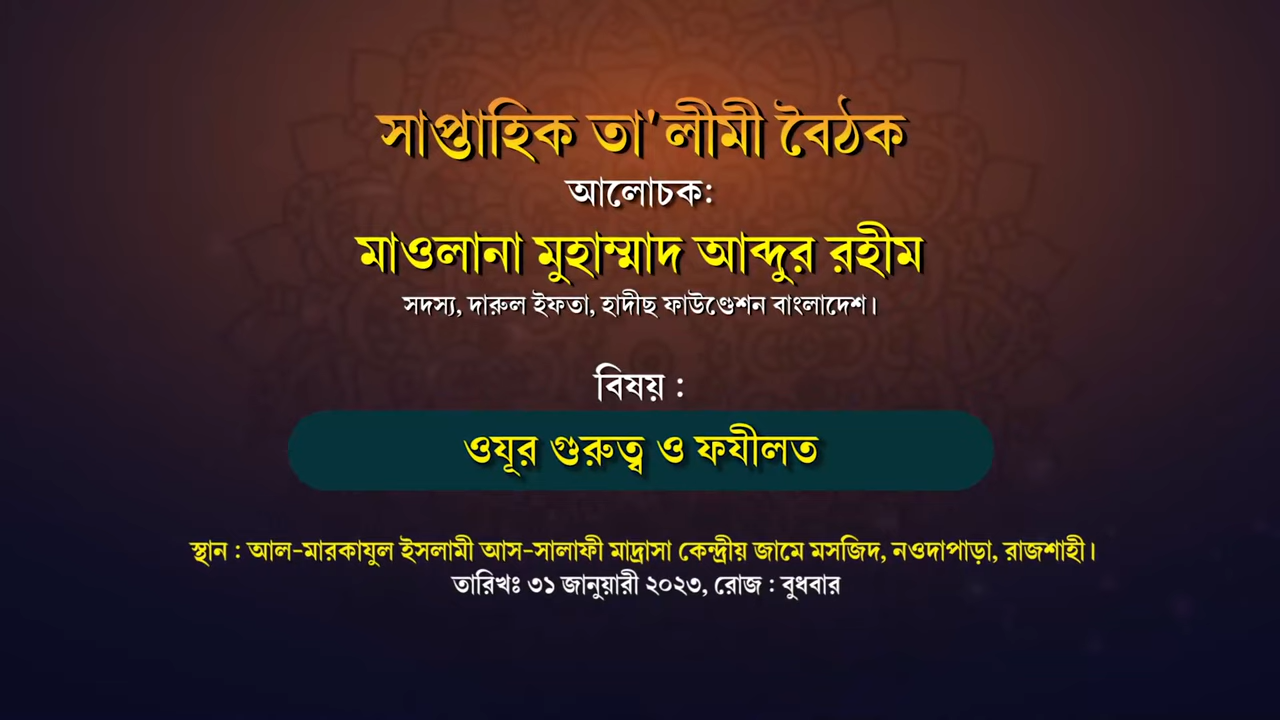 সাপ্তাহিক তা'লীমী বৈঠক
আলোচক:
মাওলানা মুহাম্মাদ আব্দুর রহীম
সদস্য, দারুল ইফতা, হাদীছ ফাউণ্ডেশন বাংলাদেশ।
বিষয় :
ওযূর গুরুত্ব ও ফযীলত
স্থান : আল-মারকাযুল ইসলামী আস-সালাফী মাদ্রাসা কেন্দ্রীয় জামে মসজিদ, নওদাপাড়া, রাজশাহী।
তারিখঃ ৩১ জানুয়ারী ২০২৩, রোজ : বুধবার